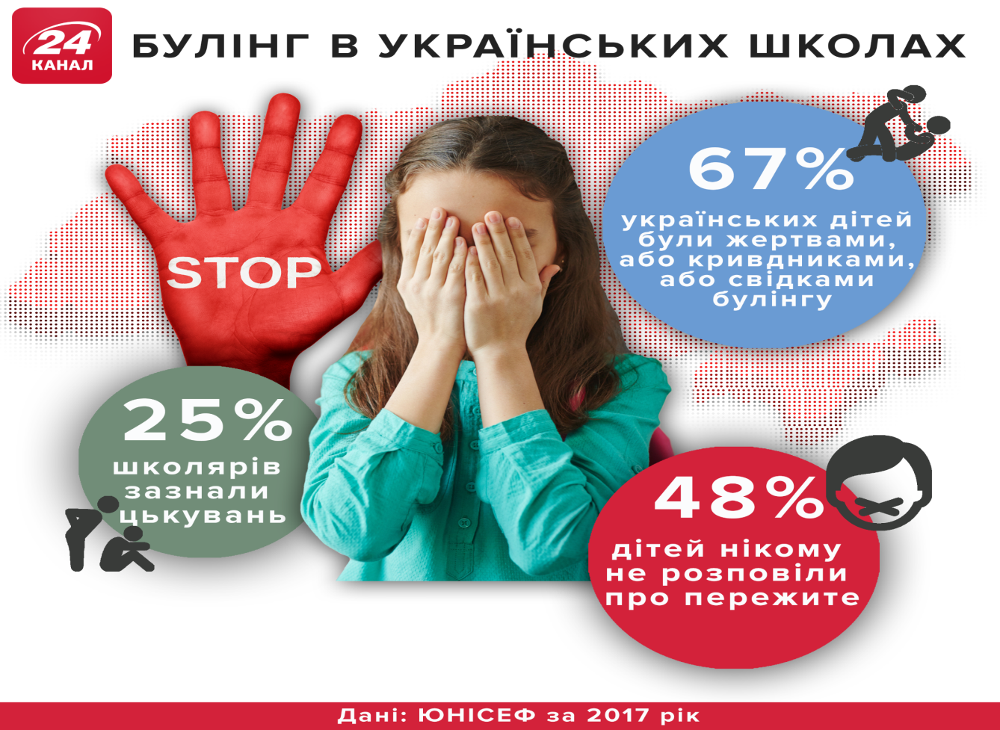 24
КАНАЛ
БУЛІНГ В УКРАЇНСЬКИХ ШКОЛАХ
STOP
67%
українських дітей
були жертвами,
або кривдниками,
або свідками
булінгу
25%
школярів
зазнали
цькувань
48%
дітей нікому
не розповіли
про пережите
Дані: ЮНІСЕФ за 2017 рік